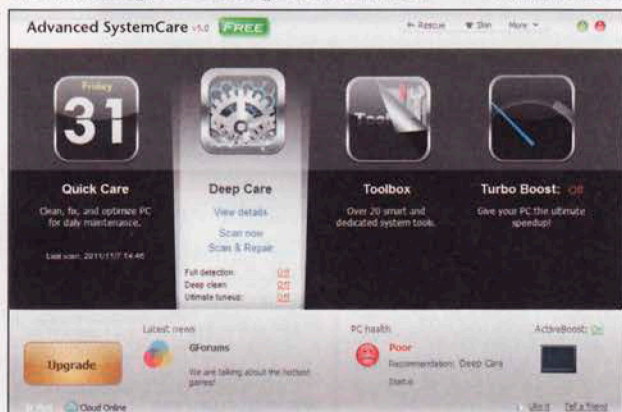 Advanced SystemCare v5.0 FREE
Rescue Skin More
Friday
31
Tool
Quick Care
Clean, fix, and optimize PC
for daily maintenance.
Last scan: 2011/11/7 14:46
Deep Care
View details
Scan now
Scan & Repair
Full detection: Off
Deep clean: Off
Ultimate tuneup: Off
Toolbox
Over 20 smart and
dedicated system tools.
Turbo Boost: Off
Give your PC the ultimate
speedup!
Upgrade
Latest news
GForums
We are talking about the hottest
games!
PC health
Poor
Recommendation: Deep Care
Status
ActiveBoost: On
Cloud Online
Like it Tell a friend